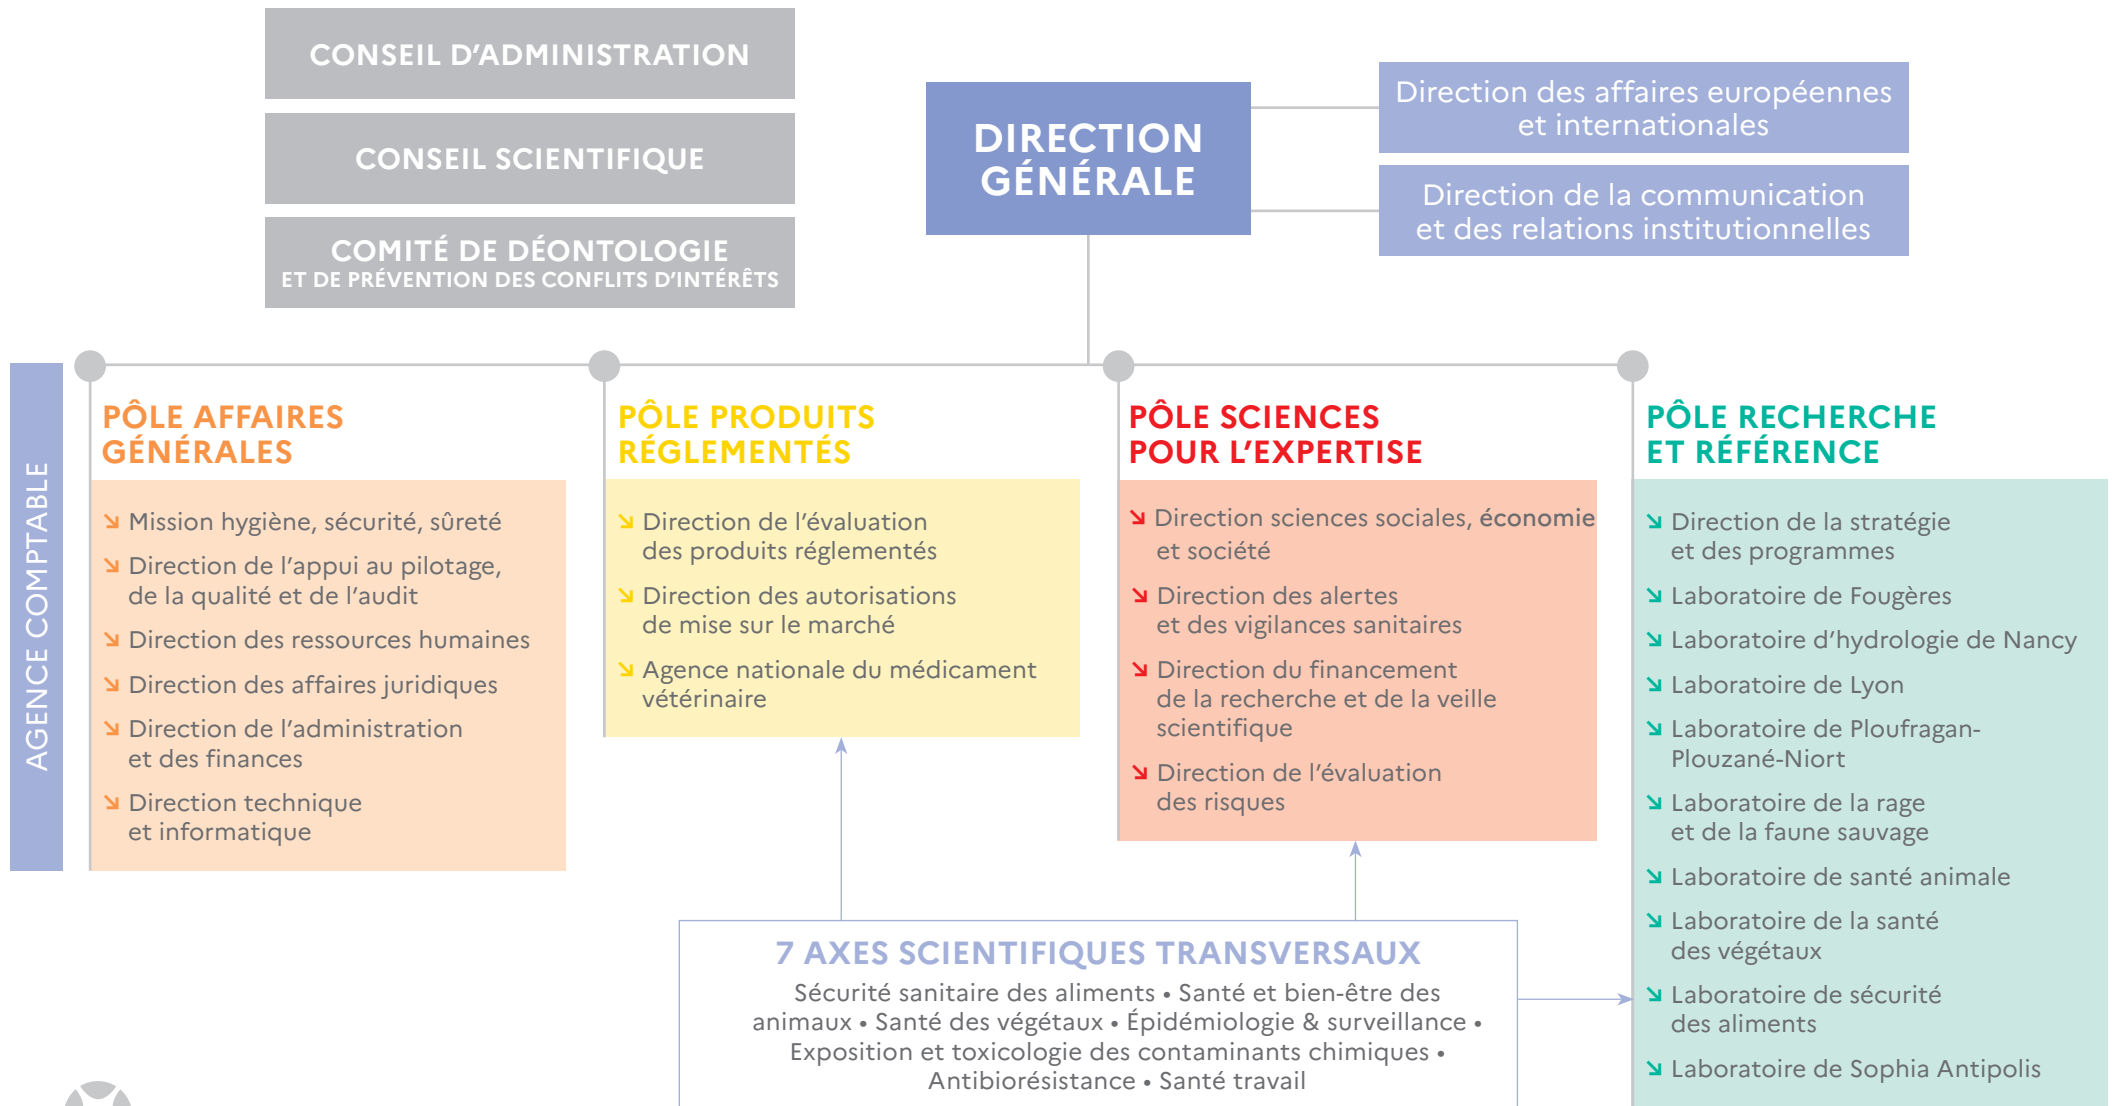 CONSEIL D'ADMINISTRATION
CONSEIL SCIENTIFIQUE
COMITÉ DE DÉONTOLOGIE
ET DE PRÉVENTION DES CONFLITS D'INTÉRÊTS
DIRECTION
GÉNÉRALE
Direction des affaires européennes
et internationales
Direction de la communication
et des relations institutionnelles
AGENCE COMPTABLE
PÔLE AFFAIRES
GÉNÉRALES
Mission hygiène, sécurité, sûreté
Direction de l'appui au pilotage,
de la qualité et de l'audit
Direction des ressources humaines
Direction des affaires juridiques
Direction de l'administration
et des finances
Direction technique
et informatique
PÔLE PRODUITS
RÉGLEMENTÉS
Direction de l'évaluation
des produits réglementés
Direction des autorisations
de mise sur le marché
Agence nationale du médicament
vétérinaire
PÔLE SCIENCES
POUR L'EXPERTISE
Direction sciences sociales, économie
et société
Direction des alertes
et des vigilances sanitaires
Direction du financement
de la recherche et de la veille
scientifique
Direction de l'évaluation
des risques
PÔLE RECHERCHE
ET RÉFÉRENCE
Direction de la stratégie
et des programmes
Laboratoire de Fougères
Laboratoire d'hydrologie de Nancy
Laboratoire de Lyon
Laboratoire de Ploufragan-
Plouzané-Niort
Laboratoire de la rage
et de la faune sauvage
Laboratoire de santé animale
Laboratoire de la santé
des végétaux
Laboratoire de sécurité
des aliments
Laboratoire de Sophia Antipolis
7 AXES SCIENTIFIQUES TRANSVERSAUX
Sécurité sanitaire des aliments • Santé et bien-être des
animaux • Santé des végétaux • Épidémiologie & surveillance •
Exposition et toxicologie des contaminants chimiques •
Antibiorésistance • Santé travail